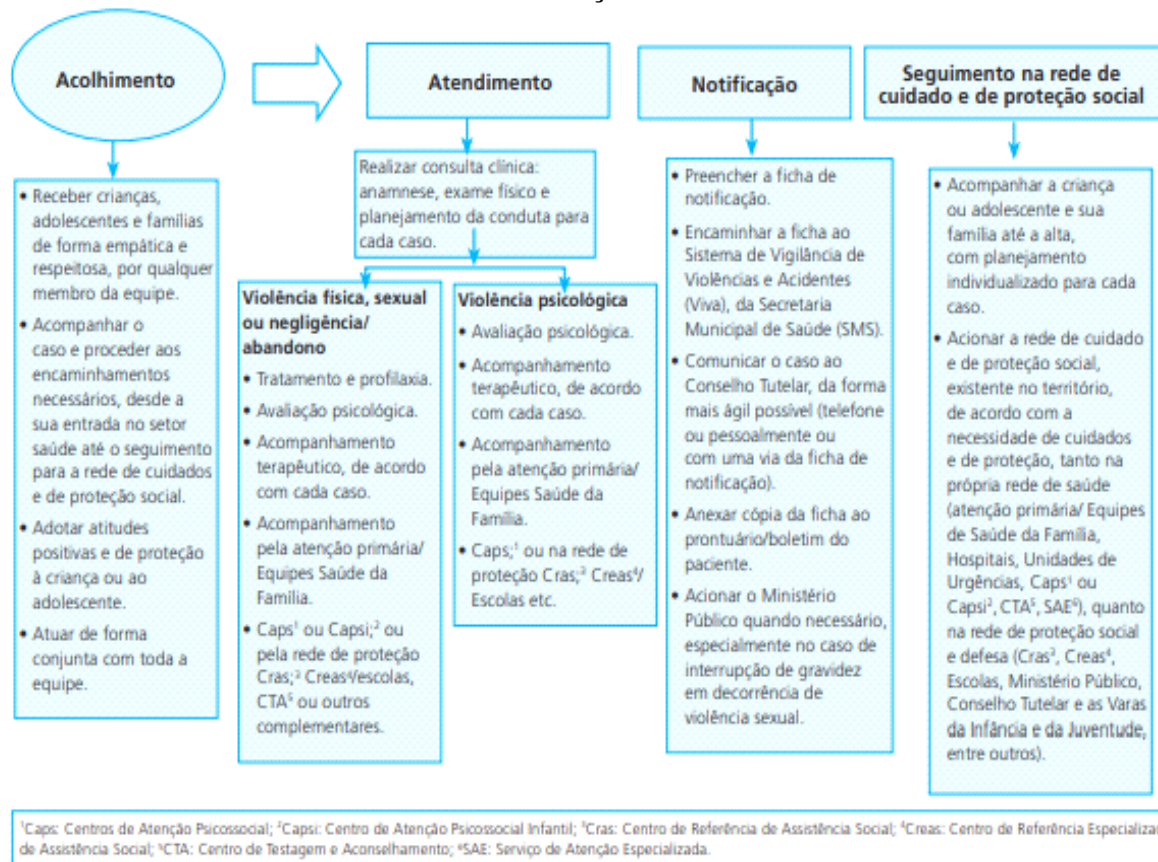 Acolhimento
• Receber crianças,
adolescentes e famílias
de forma empática e
respeitosa, por qualquer
membro da equipe.
• Acompanhar o
caso e proceder aos
encaminhamentos
necessários, desde a
sua entrada no setor
saúde até o seguimento
para a rede de cuidados
e de proteção social.
• Adotar atitudes
positivas e de proteção
à criança ou ao
adolescente.
• Atuar de forma
conjunta com toda a
equipe.
Atendimento
Realizar consulta clínica:
anamnese, exame físico e
planejamento da conduta para
cada caso.
Violência física, sexual
ou negligência/
abandono
• Tratamento e profilaxia.
• Avaliação psicológica.
• Acompanhamento
terapêutico, de acordo
com cada caso.
• Acompanhamento
pela atenção primária/
Equipes Saúde da
Família.
• Caps¹ ou Capsi;² ou
pela rede de proteção
Cras;³ Creas⁴/escolas,
CTA⁵ ou outros
complementares.
Violência psicológica
• Avaliação psicológica.
• Acompanhamento
terapêutico, de acordo
com cada caso.
• Acompanhamento
pela atenção primária/
Equipes Saúde da
Família.
• Caps;¹ ou na rede de
proteção Cras;³ Creas⁴/
Escolas etc.
Notificação
• Preencher a ficha de
notificação.
• Encaminhar a ficha ao
Sistema de Vigilância de
Violências e Acidentes
(Viva), da Secretaria
Municipal de Saúde (SMS).
• Comunicar o caso ao
Conselho Tutelar, da forma
mais ágil possível (telefone
ou pessoalmente ou
com uma via da ficha de
notificação).
• Anexar cópia da ficha ao
prontuário/boletim do
paciente.
• Acionar o Ministério
Público quando necessário,
especialmente no caso de
interrupção de gravidez
em decorrência de
violência sexual.
Seguimento na rede de
cuidado e de proteção social
• Acompanhar a criança
ou adolescente e sua
família até a alta,
com planejamento
individualizado para cada
caso.
• Acionar a rede de cuidado
e de proteção social,
existente no território,
de acordo com a
necessidade de cuidados
e de proteção, tanto na
própria rede de saúde
(atenção primária/ Equipes
de Saúde da Família,
Hospitais, Unidades de
Urgências, Caps¹ ou
Capsi², CTA⁵, SAE⁶), quanto
na rede de proteção social
e defesa (Cras³, Creas⁴,
Escolas, Ministério Público,
Conselho Tutelar e as Varas
da Infância e da Juventude,
entre outros).
¹Caps: Centros de Atenção Psicossocial; ²Capsi: Centro de Atenção Psicossocial Infantil; ³Cras: Centro de Referência de Assistência Social; ⁴Creas: Centro de Referência
de Assistência Social; ⁵CTA: Centro de Testagem e Aconselhamento; ⁶SAE: Serviço de Atenção Especializada.